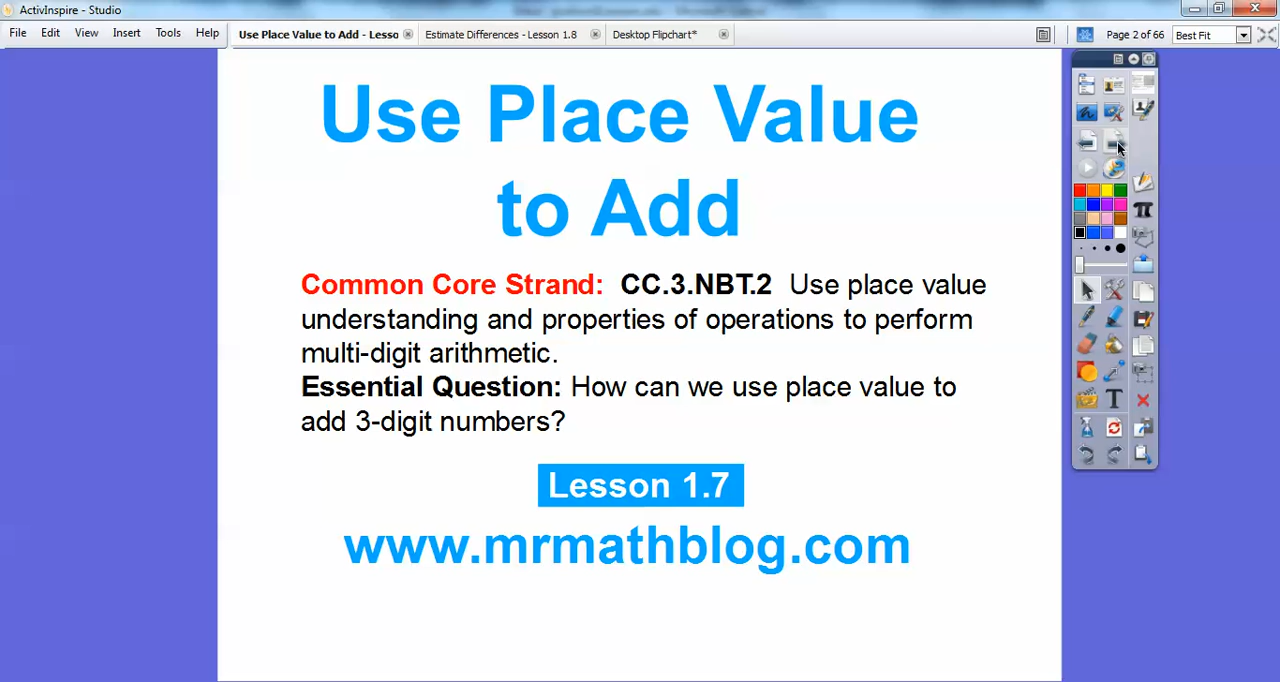 ActivInspire - Studio
File Edit View Insert Tools Help
Use Place Value to Add - Lesso
Estimate Differences - Lesson 1.8
Desktop Flipchart*
Page 2 of 66
Best Fit
Use Place Value
to Add
Common Core Strand: CC.3.NBT.2 Use place value
understanding and properties of operations to perform
multi-digit arithmetic.
Essential Question: How can we use place value to
add 3-digit numbers?
Lesson 1.7
www.mrmathblog.com